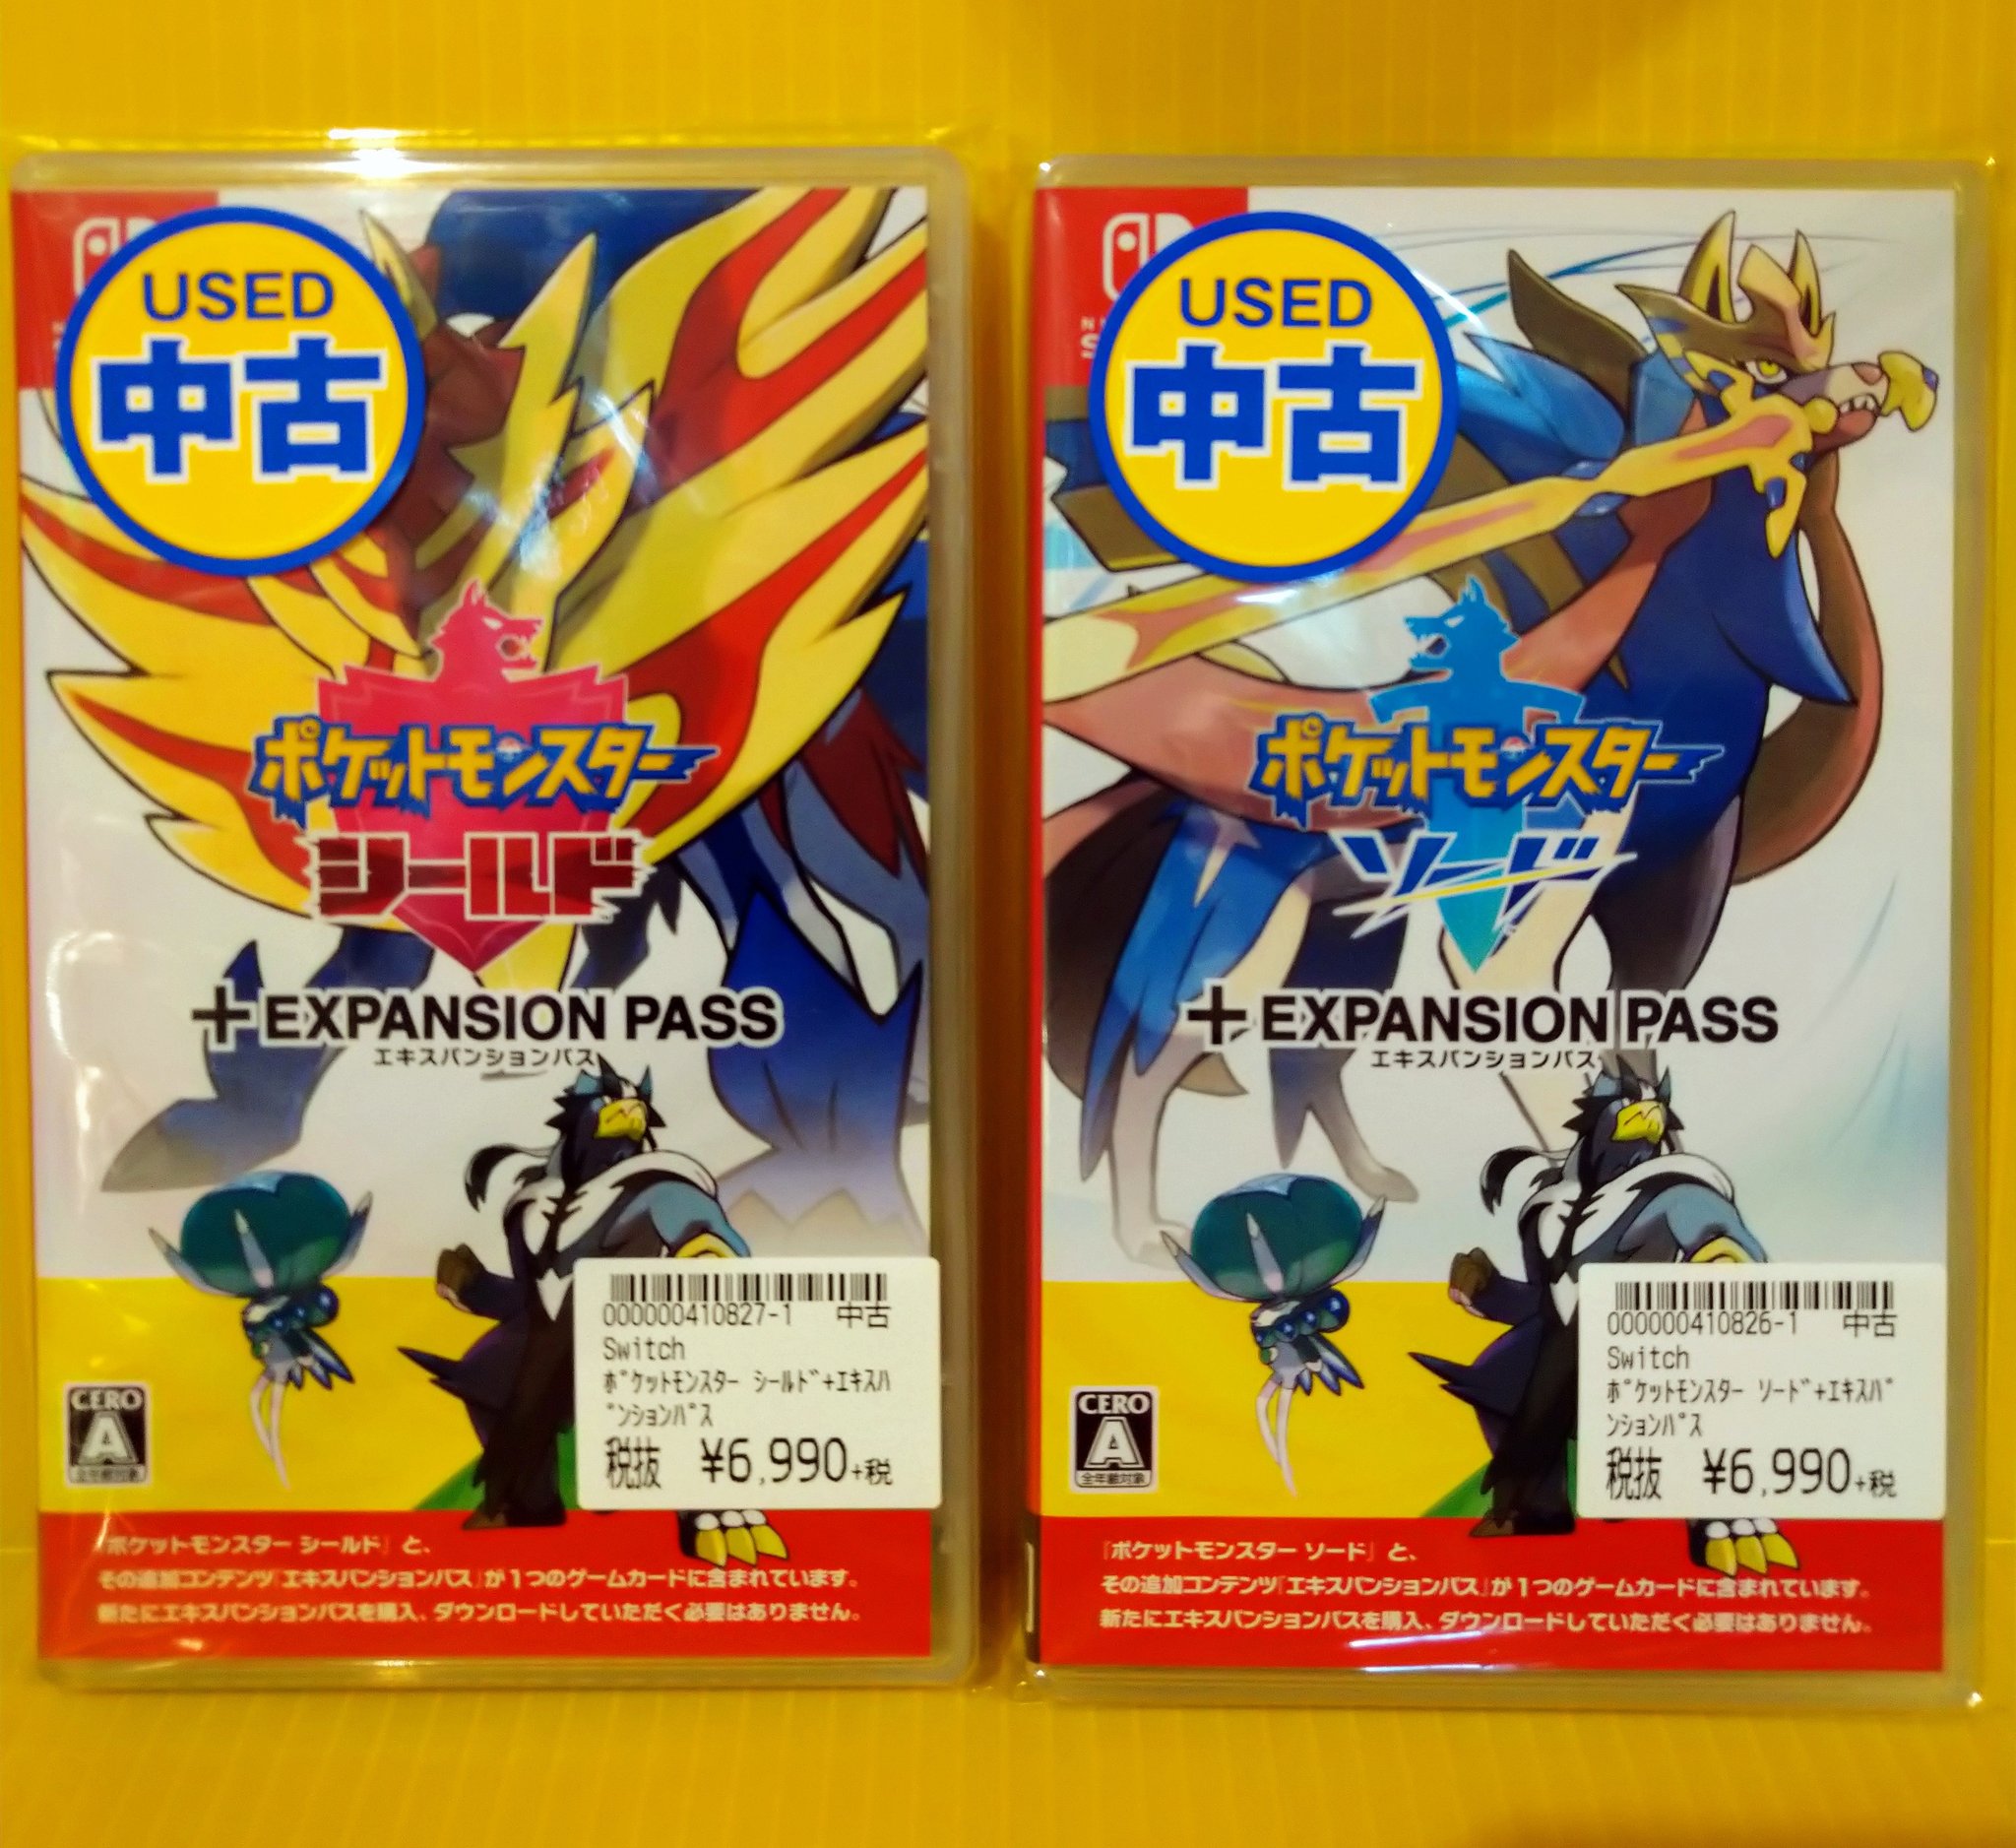 USED
中古
ポケットモンスター
シールド
+EXPANSION PASS
エキスパンションパス
000000410827-1 中古
Switch
ﾎﾟｹｯﾄﾓﾝｽﾀｰ ｼｰﾙﾄﾞ+ｴｷｽﾊ
ﾟﾝｼｮﾝﾊﾟｽ
税抜 ¥6,990+税
CERO
A
全年齢対象
『ポケットモンスター シールド』と、
その追加コンテンツ『エキスパンションパス』が1つのゲームカードに含まれています。
新たにエキスパンションパスを購入、ダウンロードしていただく必要はありません。
USED
中古
ポケットモンスター
ソード
+EXPANSION PASS
エキスパンションパス
000000410826-1 中古
Switch
ﾎﾟｹｯﾄﾓﾝｽﾀｰ ｿｰﾄﾞ+ｴｷｽﾊﾟ
ﾝｼｮﾝﾊﾟｽ
税抜 ¥6,990+税
CERO
A
全年齢対象
『ポケットモンスター ソード』と、
その追加コンテンツ『エキスパンションパス』が1つのゲームカードに含まれています。
新たにエキスパンションパスを購入、ダウンロードしていただく必要はありません。